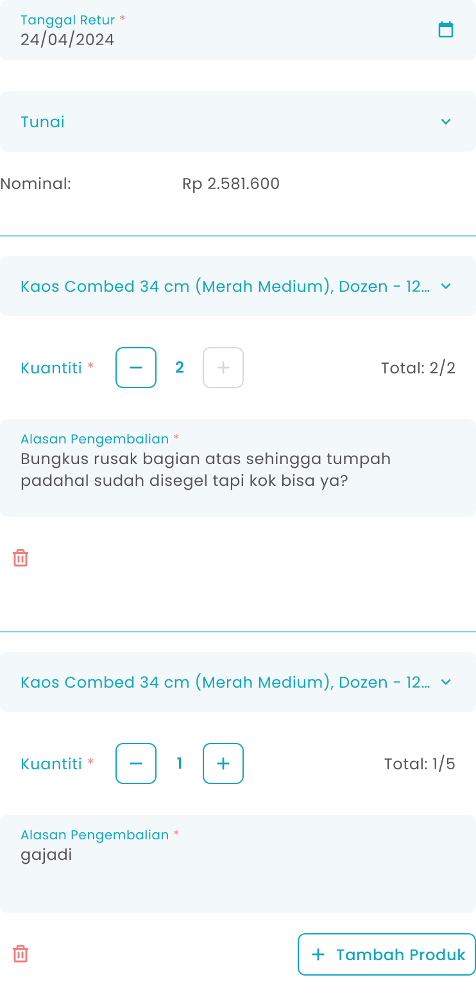 Tanggal Retur *
24/04/2024
Tunai
Nominal: Rp 2.581.600
Kaos Combed 34 cm (Merah Medium), Dozen - 12...
Kuantiti * − 2 + Total: 2/2
Alasan Pengembalian *
Bungkus rusak bagian atas sehingga tumpah
padahal sudah disegel tapi kok bisa ya?
Kaos Combed 34 cm (Merah Medium), Dozen - 12...
Kuantiti * − 1 + Total: 1/5
Alasan Pengembalian *
gajadi
+ Tambah Produk